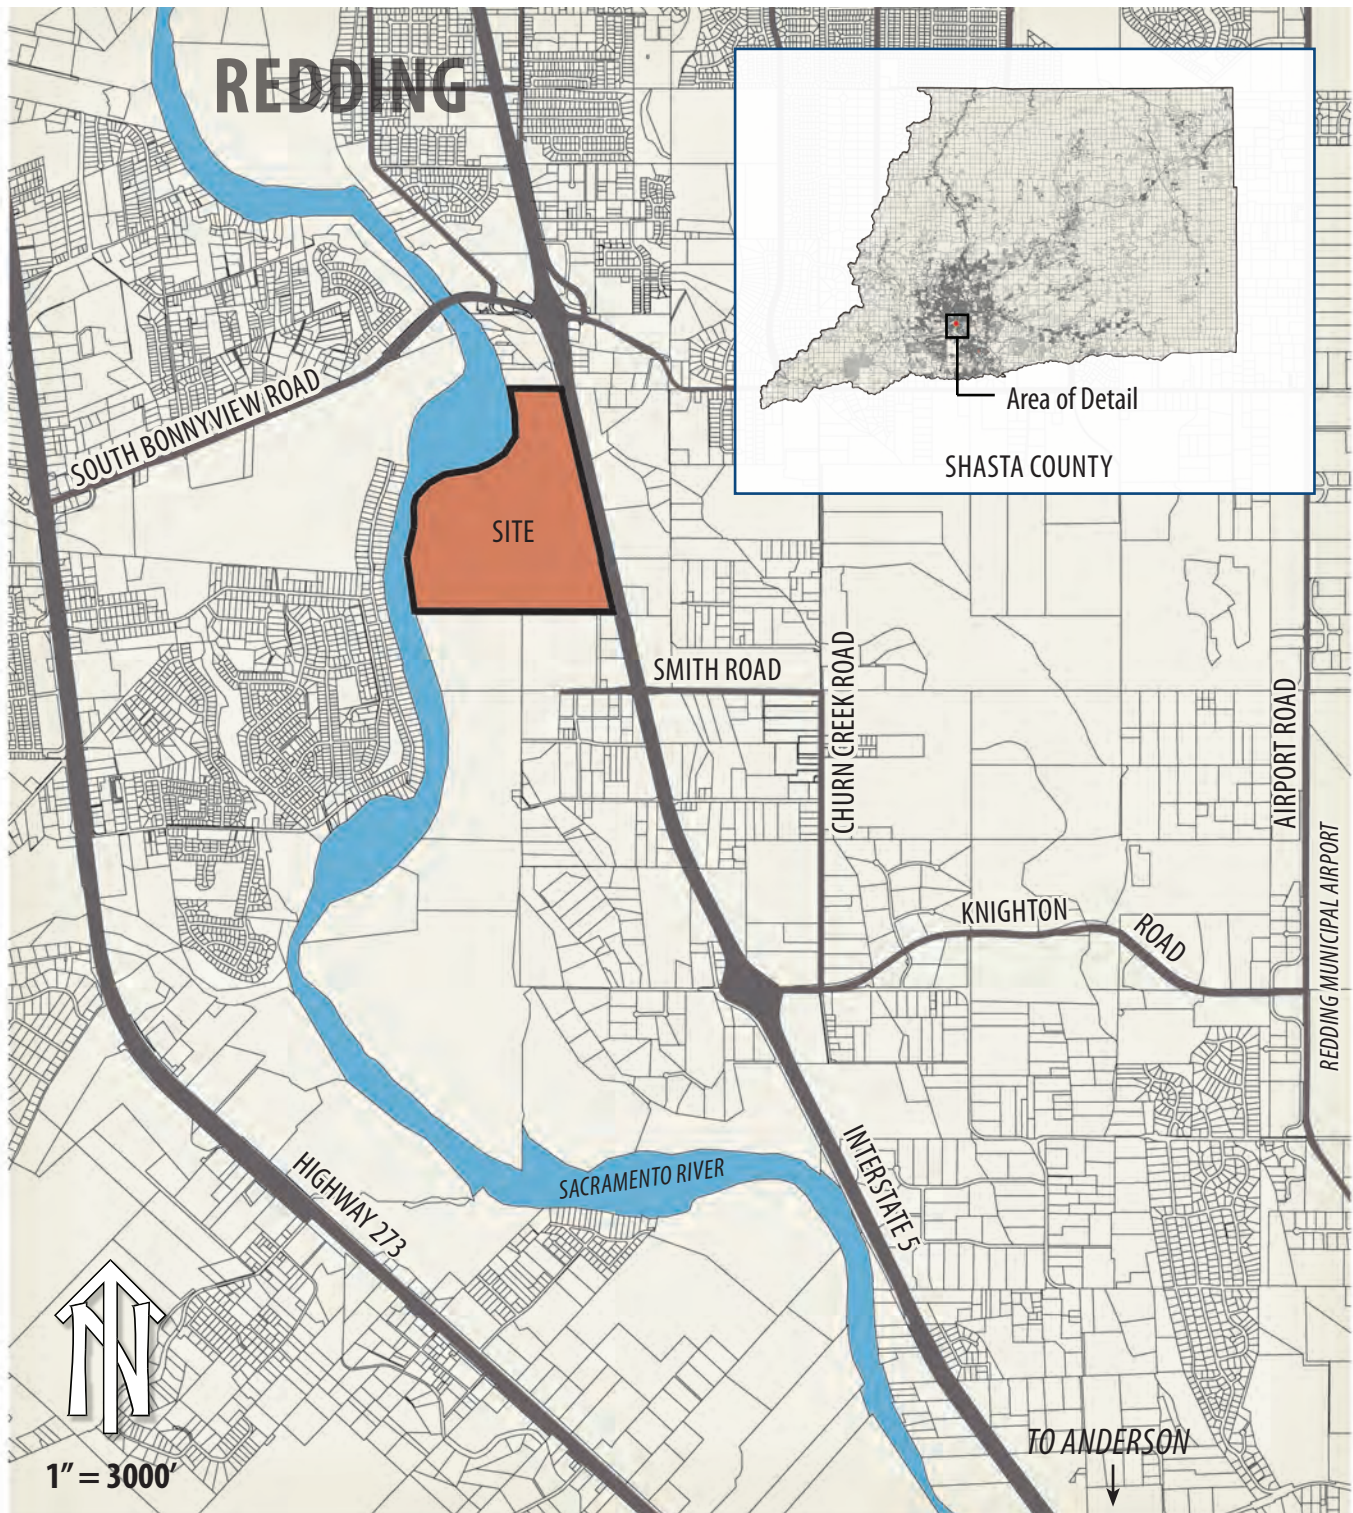 REDDING
Area of Detail
SHASTA COUNTY
SOUTH BONNYVIEW ROAD
SITE
SMITH ROAD
CHURN CREEK ROAD
AIRPORT ROAD
REDDING MUNICIPAL AIRPORT
KNIGHTON ROAD
INTERSTATE 5
SACRAMENTO RIVER
HIGHWAY 273
N
TO ANDERSON
1” = 3000’